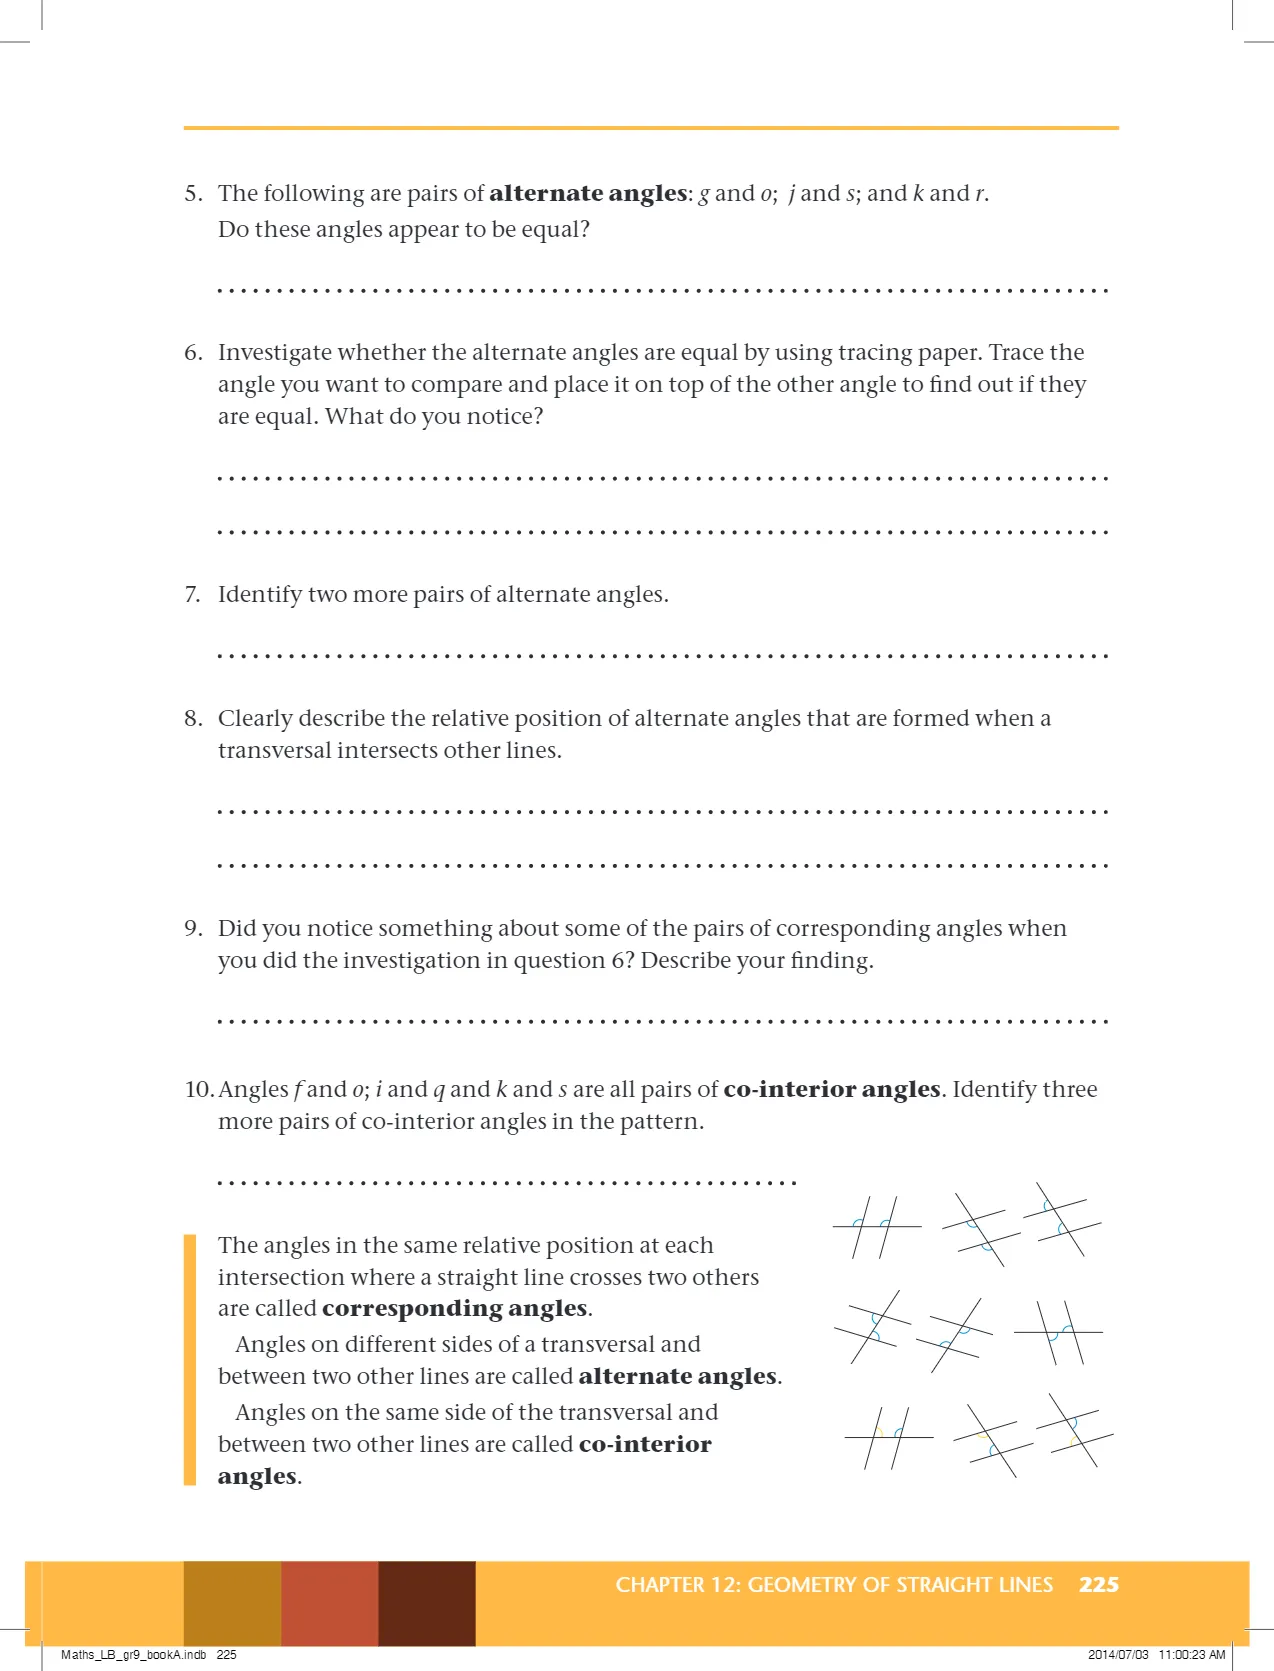 5. The following are pairs of alternate angles: g and o; j and s; and k and r.
Do these angles appear to be equal?
6. Investigate whether the alternate angles are equal by using tracing paper. Trace the
angle you want to compare and place it on top of the other angle to find out if they
are equal. What do you notice?
7. Identify two more pairs of alternate angles.
8. Clearly describe the relative position of alternate angles that are formed when a
transversal intersects other lines.
9. Did you notice something about some of the pairs of corresponding angles when
you did the investigation in question 6? Describe your finding.
10. Angles f and o; i and q and k and s are all pairs of co-interior angles. Identify three
more pairs of co-interior angles in the pattern.
The angles in the same relative position at each
intersection where a straight line crosses two others
are called corresponding angles.
Angles on different sides of a transversal and
between two other lines are called alternate angles.
Angles on the same side of the transversal and
between two other lines are called co-interior
angles.
CHAPTER 12: GEOMETRY OF STRAIGHT LINES 225
Maths_LB_gr9_bookA.indb 225
2014/07/03 11:00:23 AM